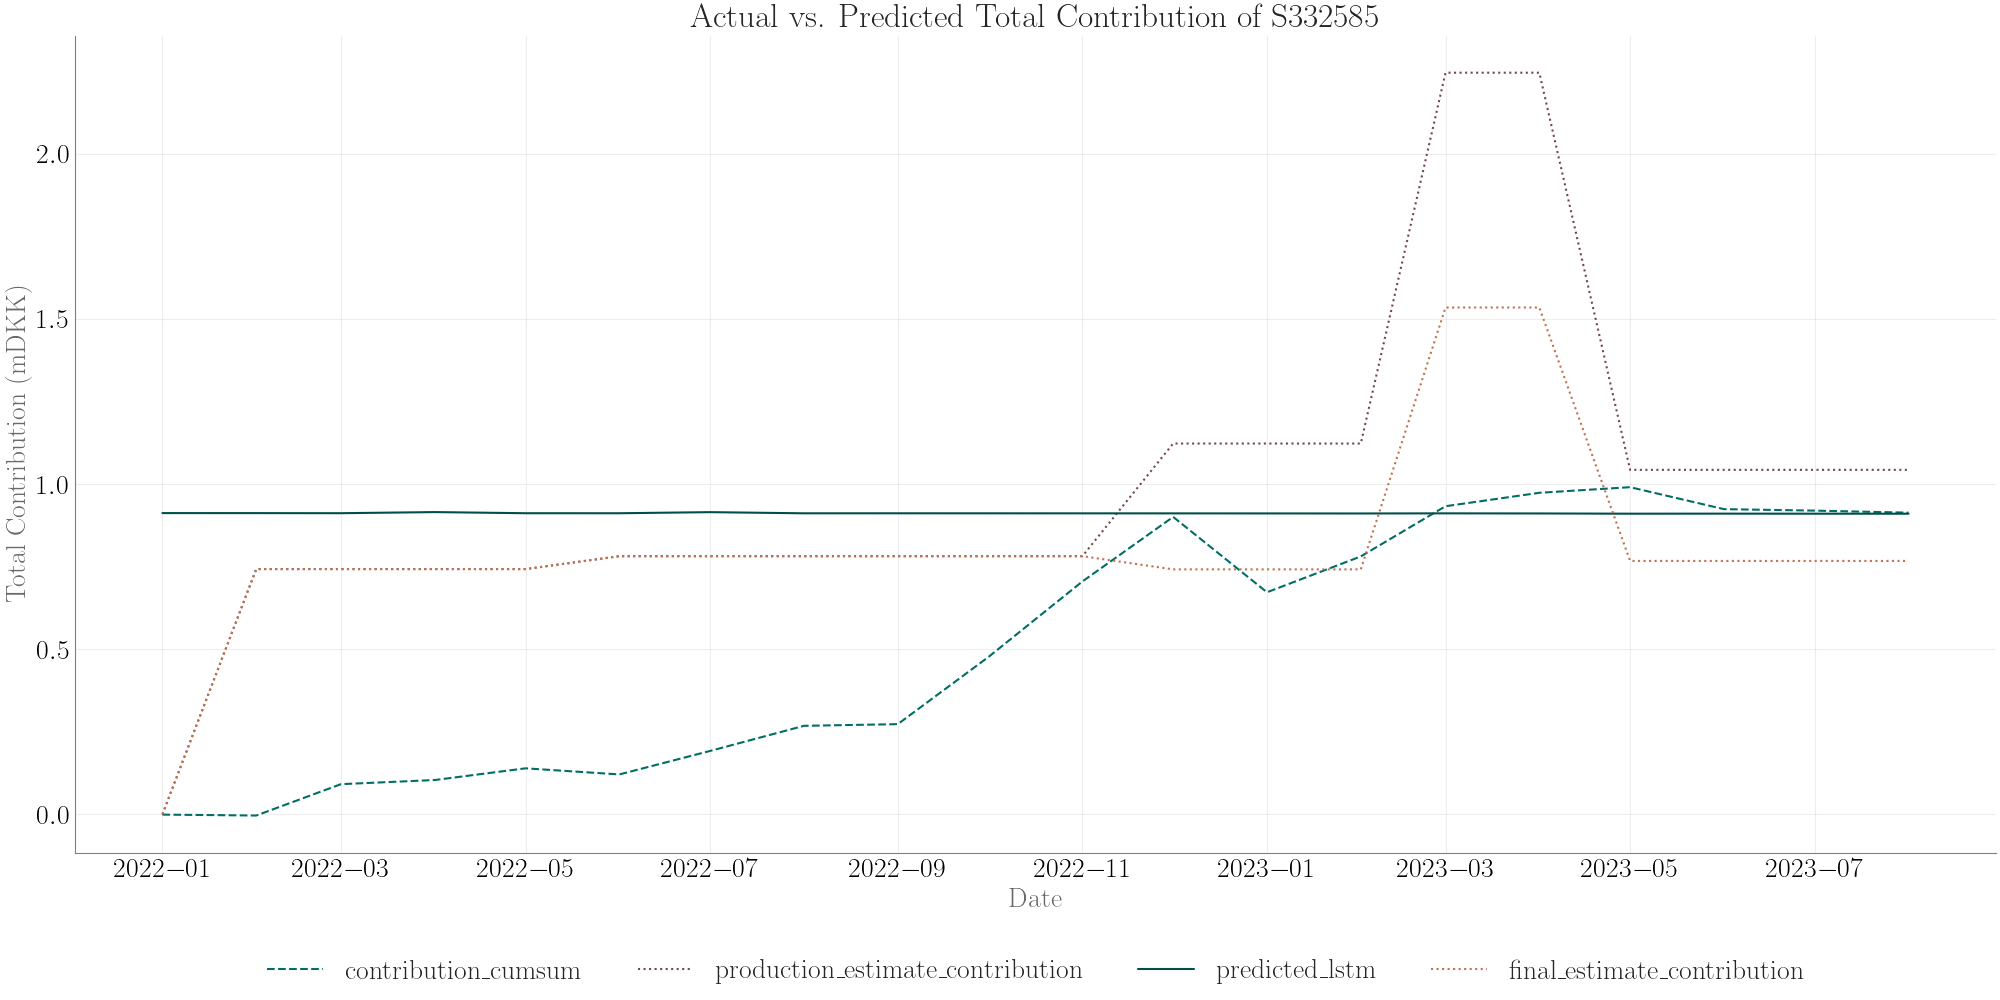 Actual vs. Predicted Total Contribution of S332585
Total Contribution (mDKK)
2.0
1.5
1.0
0.5
0.0
2022−01 2022−03 2022−05 2022−07 2022−09 2022−11 2023−01 2023−03 2023−05 2023−07
Date
contribution_cumsum production_estimate_contribution predicted_lstm final_estimate_contribution